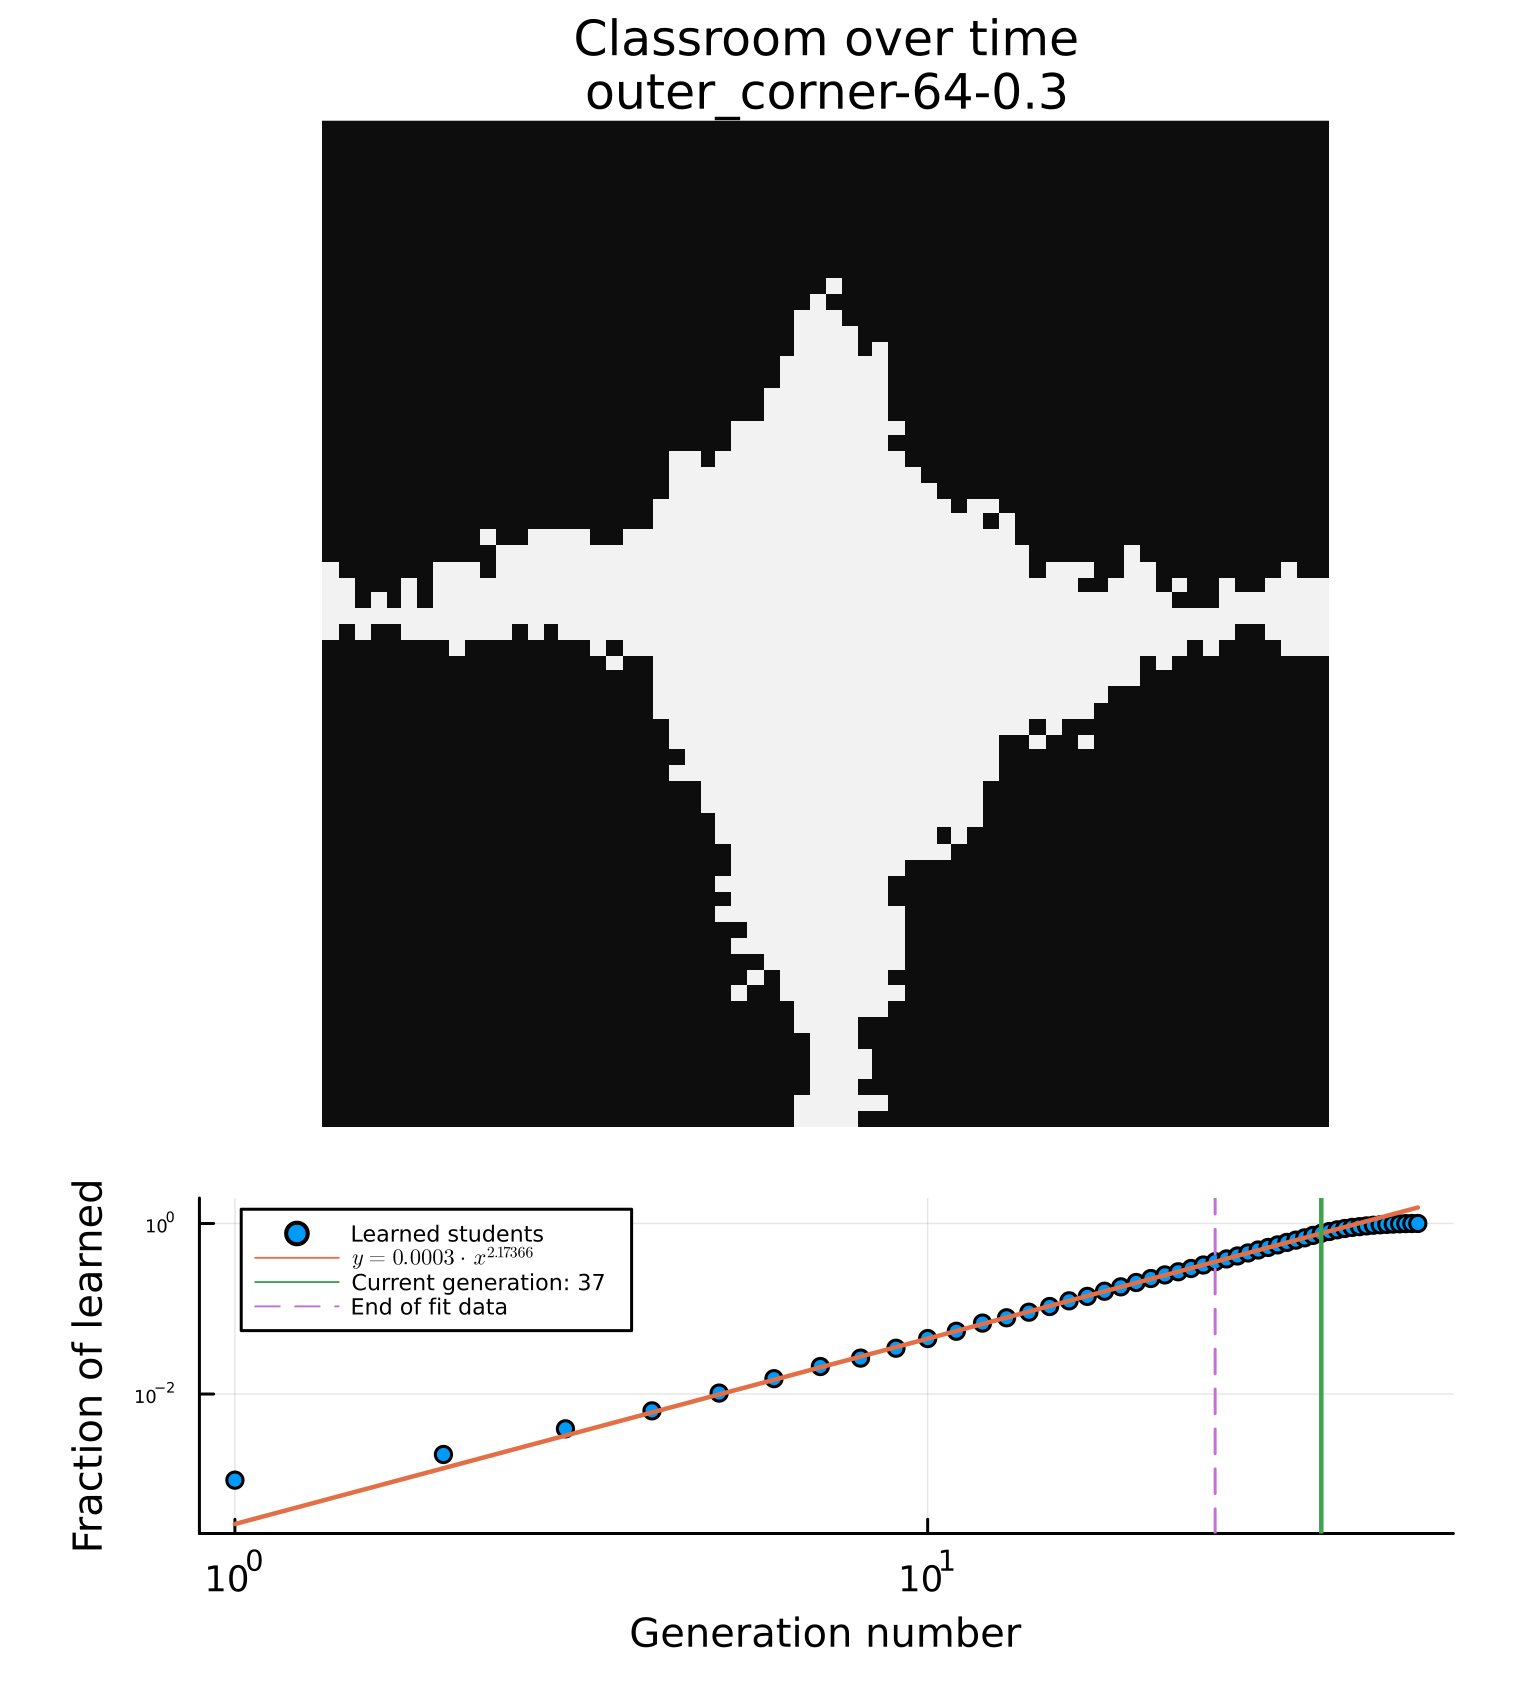 Classroom over time
outer_corner-64-0.3
Fraction of learned
10^0
10^-2
Learned students
y = 0.0003 · x^2.17366
Current generation: 37
End of fit data
10^0
10^1
Generation number